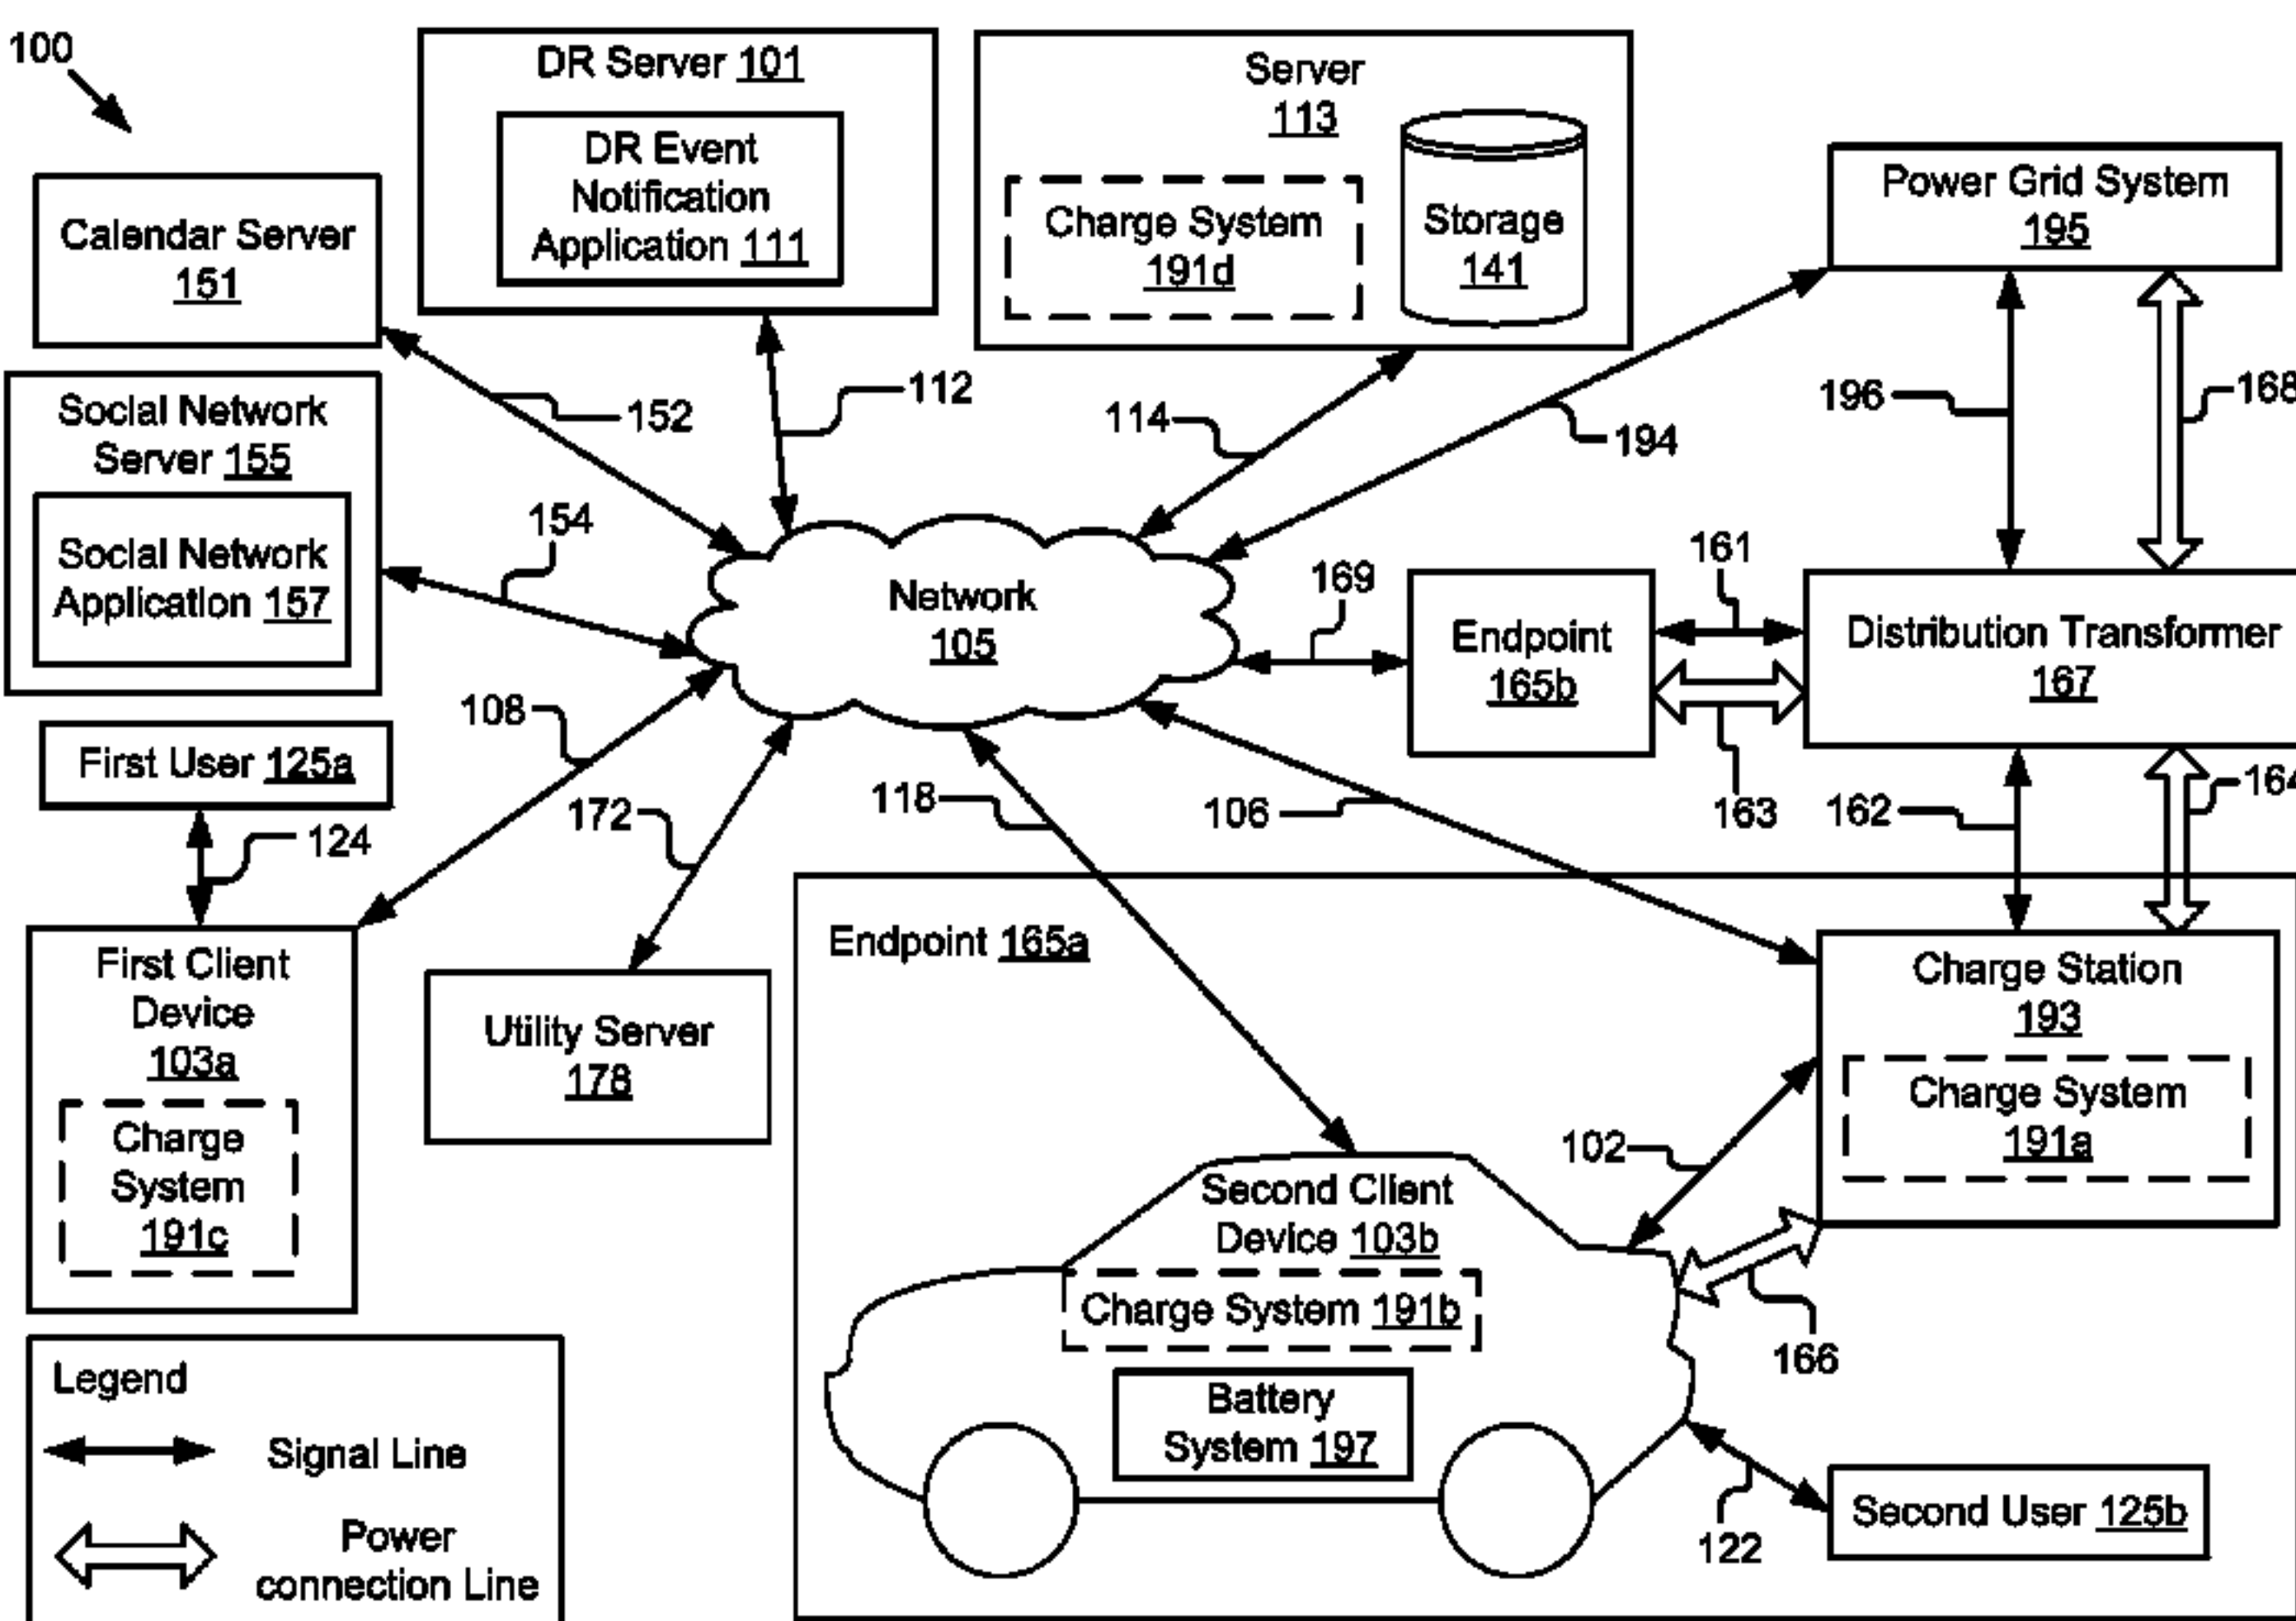 100
DR Server 101
DR Event
Notification
Application 111
Server
113
Charge System
191d
Storage
141
Power Grid System
195
Calendar Server
151
152
112
114
194
196
168
Social Network
Server 155
Social Network
Application 157
154
Network
105
169
Endpoint
165b
161
163
Distribution Transformer
167
108
First User 125a
124
172
118
106
162
164
First Client
Device
103a
Charge
System
191c
Utility Server
178
Endpoint 165a
Charge Station
193
Charge System
191a
102
Second Client
Device 103b
Charge System 191b
Battery
System 197
166
122
Second User 125b
Legend
Signal Line
Power
connection Line